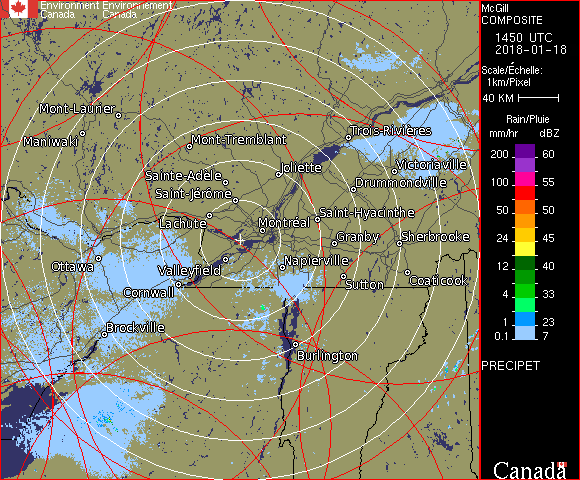 Environment Environnement
Canada Canada
McGill
COMPOSITE
1450 UTC
2018-01-18
Scale/Échelle:
1km/Pixel
40 KM
Rain/Pluie
mm/hr dBZ
200 60
100 55
50 50
24 45
12 40
4 33
1 23
0.1 7
PRECIPET
Canada
Mont-Laurier
Maniwaki
Mont-Tremblant
Trois-Rivières
Sainte-Adèle
Joliette
Victoriaville
Saint-Jérôme
Drummondville
Lachute
Montréal
Saint-Hyacinthe
Granby
Sherbrooke
Ottawa
Valleyfield
Napierville
Cornwall
Sutton
Coaticook
Brockville
Burlington